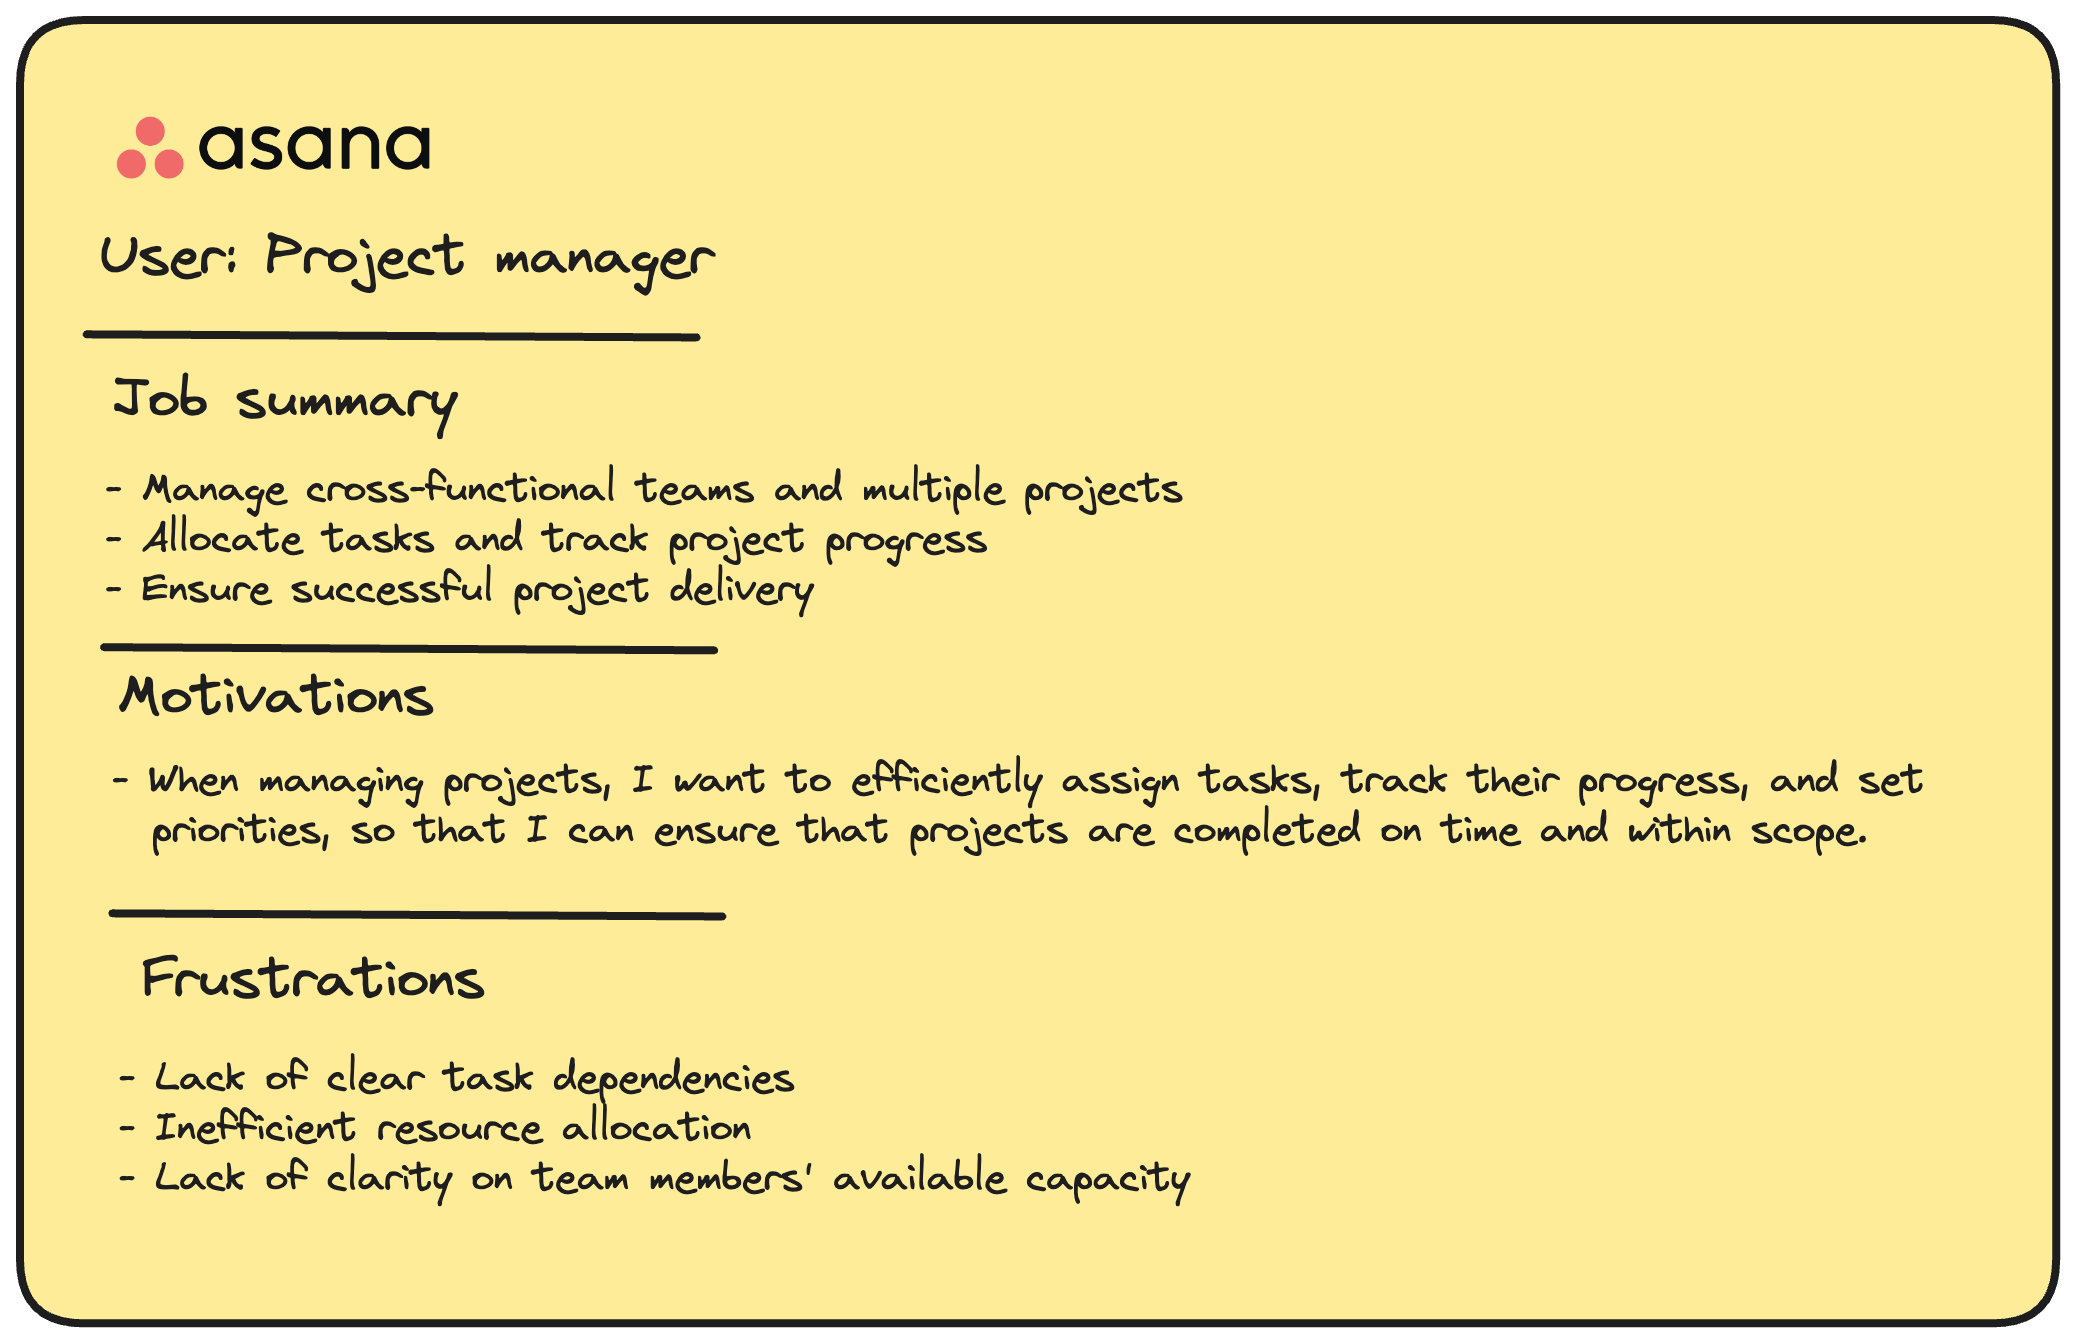 asana
User: Project manager
Job summary
- Manage cross-functional teams and multiple projects
- Allocate tasks and track project progress
- Ensure successful project delivery
Motivations
- When managing projects, I want to efficiently assign tasks, track their progress, and set
priorities, so that I can ensure that projects are completed on time and within scope.
Frustrations
- Lack of clear task dependencies
- Inefficient resource allocation
- Lack of clarity on team members' available capacity